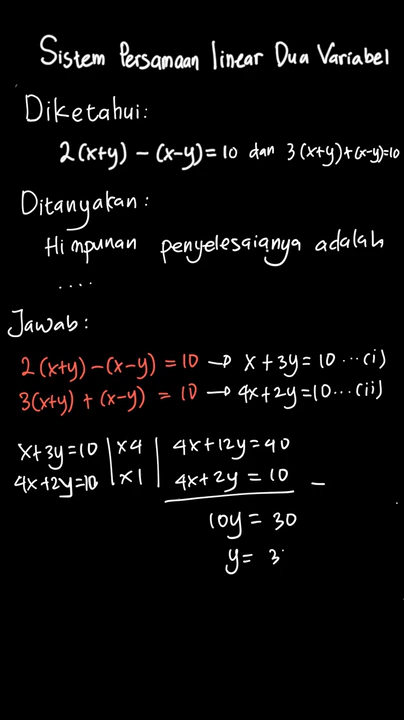 Sistem Persamaan linear Dua Variabel
Diketahui:
2(x+y) - (x-y) = 10 dan 3(x+y)+(x-y)=10
Ditanyakan:
Himpunan penyelesaiannya adalah
....
Jawab:
2(x+y) - (x-y) = 10 → x + 3y = 10 ...(i)
3(x+y) + (x-y) = 10 → 4x + 2y = 10 ...(ii)
x+3y=10 | x4 | 4x+12y=40
4x+2y=10 | x1 | 4x+2y = 10 -
10y = 30
y = 3